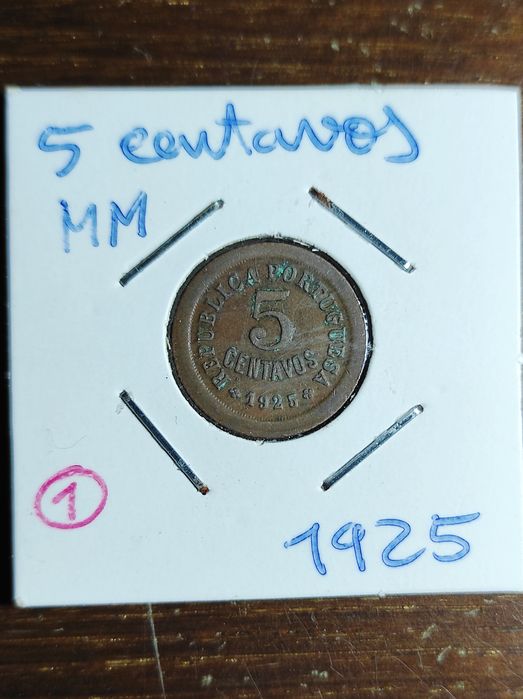 5 centavos
MM
REPUBLICA PORTUGUESA
5
CENTAVOS
*1925*
1
1925